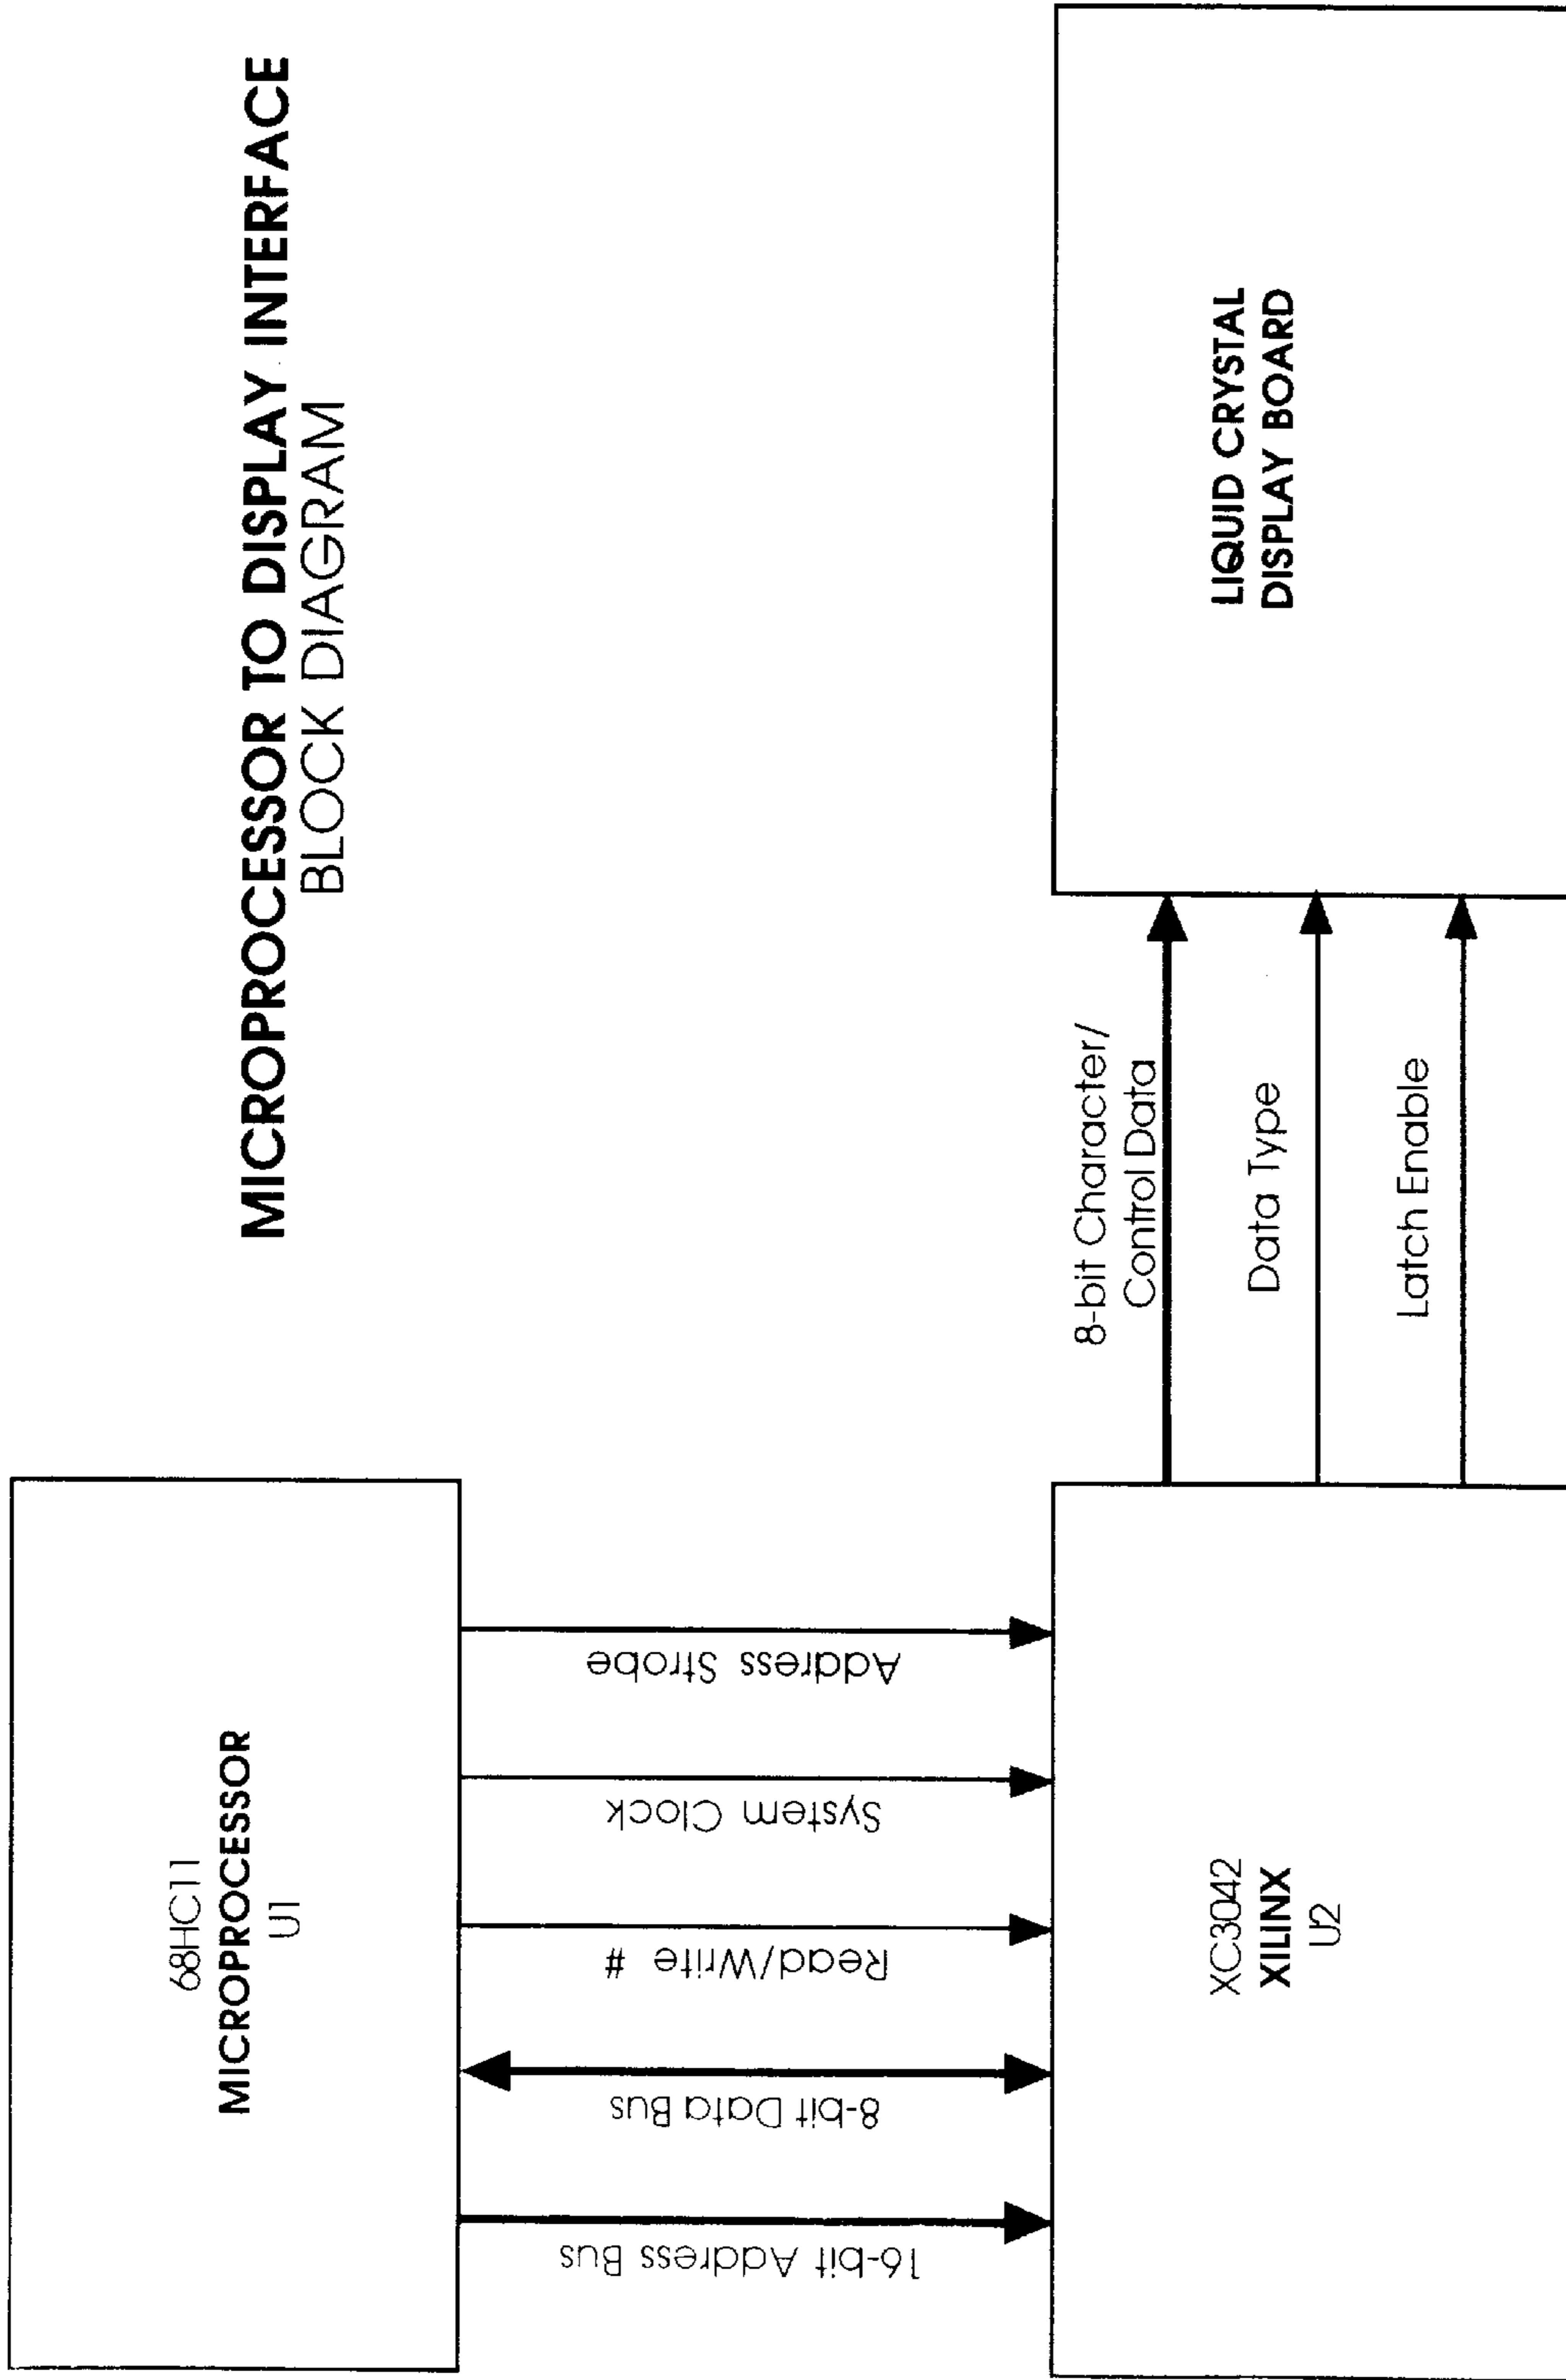 MICROPROCESSOR TO DISPLAY INTERFACE
BLOCK DIAGRAM
68HC11
MICROPROCESSOR
U1
16-bit Address Bus
8-bit Data Bus
Read/Write #
System Clock
Address Strobe
XC3042
XILINX
U2
8-bit Character/
Control Data
Data Type
Latch Enable
LIQUID CRYSTAL
DISPLAY BOARD